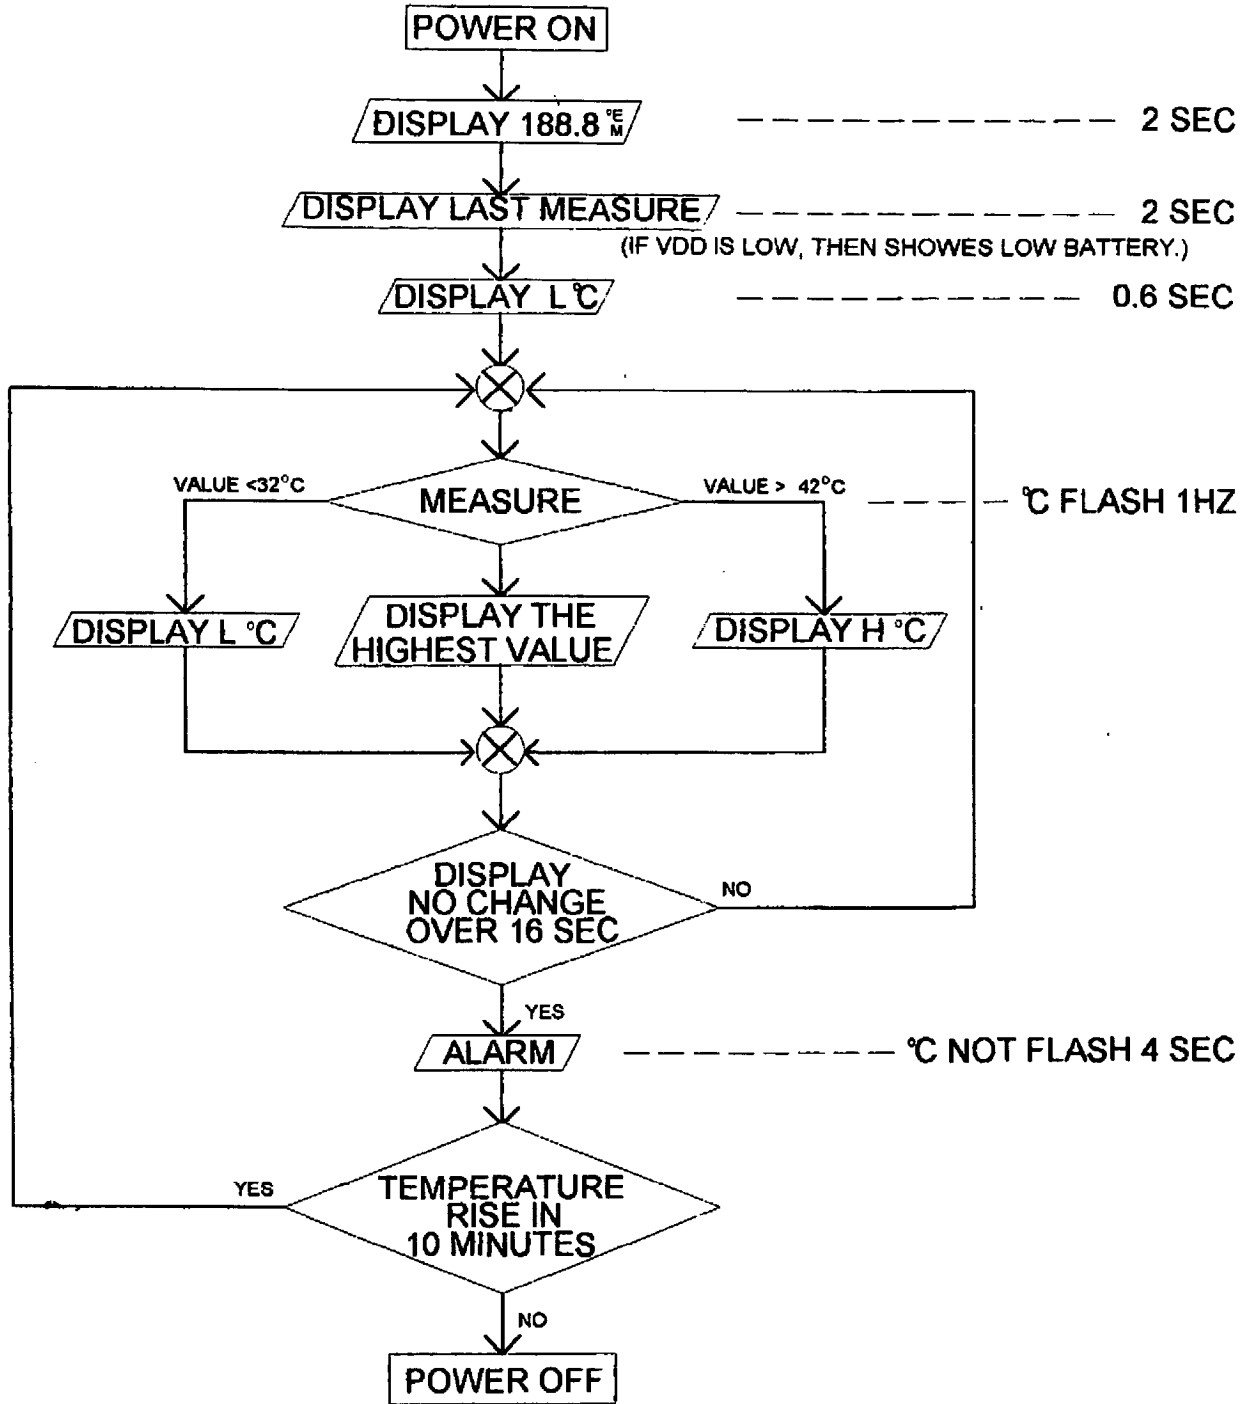 POWER ON
DISPLAY 188.8 °E M
2 SEC
DISPLAY LAST MEASURE
2 SEC
(IF VDD IS LOW, THEN SHOWES LOW BATTERY.)
DISPLAY L °C
0.6 SEC
VALUE <32°C
MEASURE
VALUE > 42°C
°C FLASH 1HZ
DISPLAY L °C
DISPLAY THE
HIGHEST VALUE
DISPLAY H °C
DISPLAY
NO CHANGE
OVER 16 SEC
NO
YES
ALARM
°C NOT FLASH 4 SEC
YES
TEMPERATURE
RISE IN
10 MINUTES
NO
POWER OFF